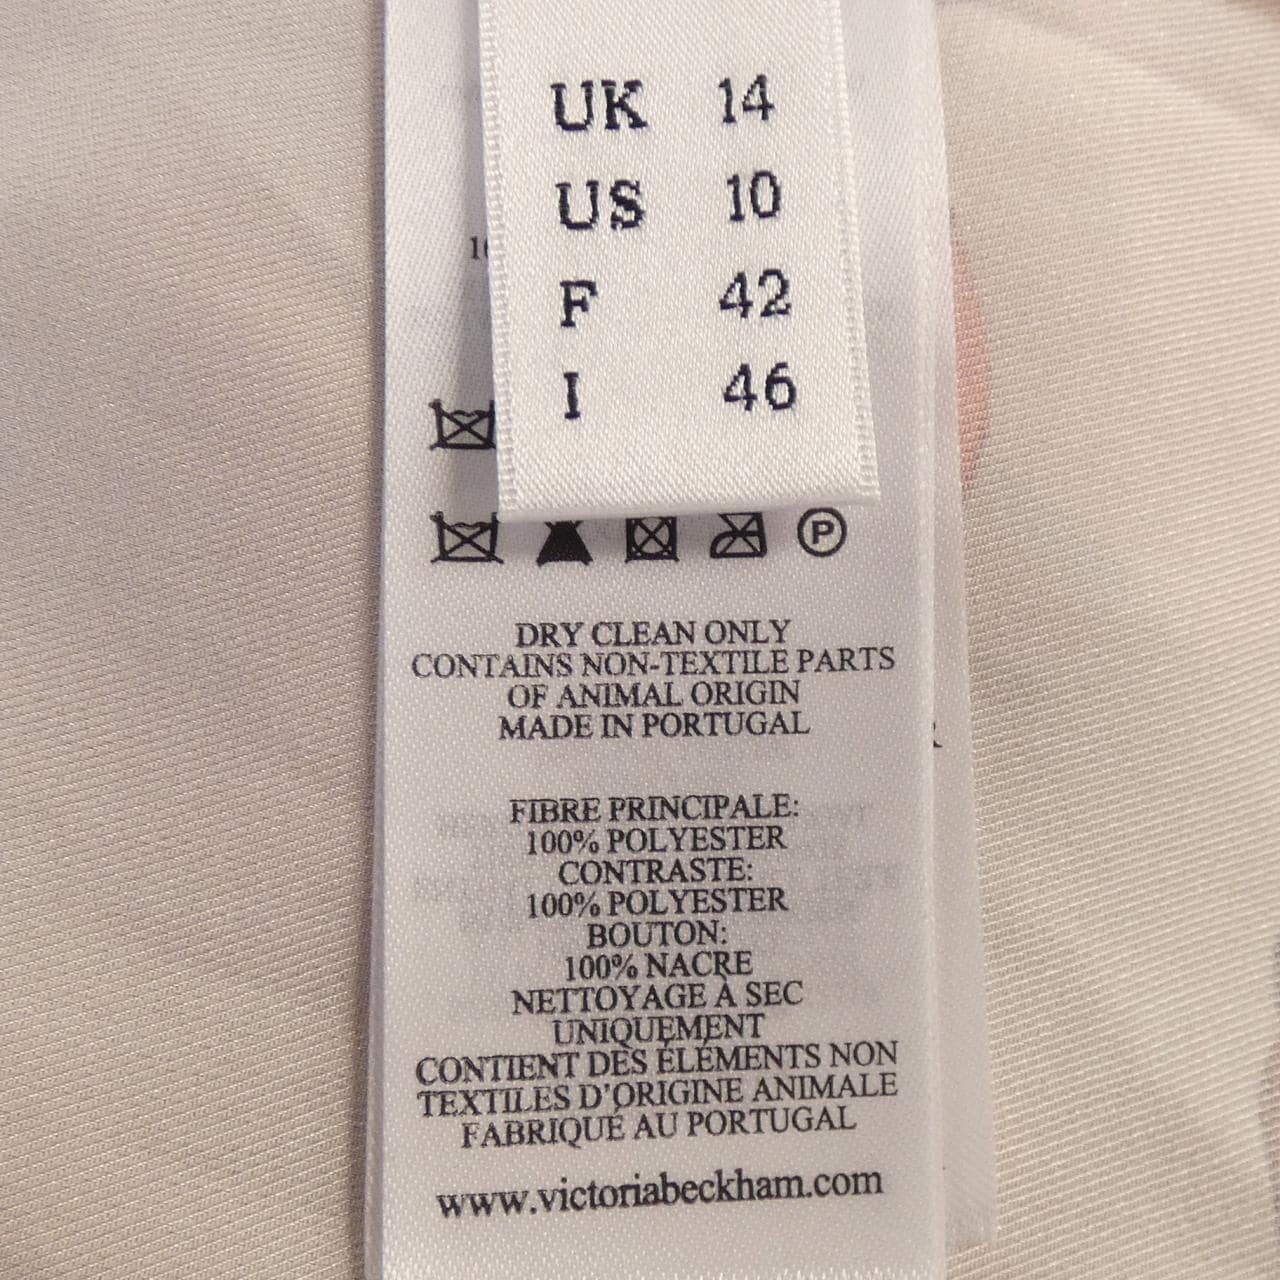 UK 14
US 10
F 42
I 46
P
DRY CLEAN ONLY
CONTAINS NON-TEXTILE PARTS
OF ANIMAL ORIGIN
MADE IN PORTUGAL
FIBRE PRINCIPALE:
100% POLYESTER
CONTRASTE:
100% POLYESTER
BOUTON:
100% NACRE
NETTOYAGE À SEC
UNIQUEMENT
CONTIENT DES ÉLÉMENTS NON
TEXTILES D'ORIGINE ANIMALE
FABRIQUÉ AU PORTUGAL
www.victoriabeckham.com